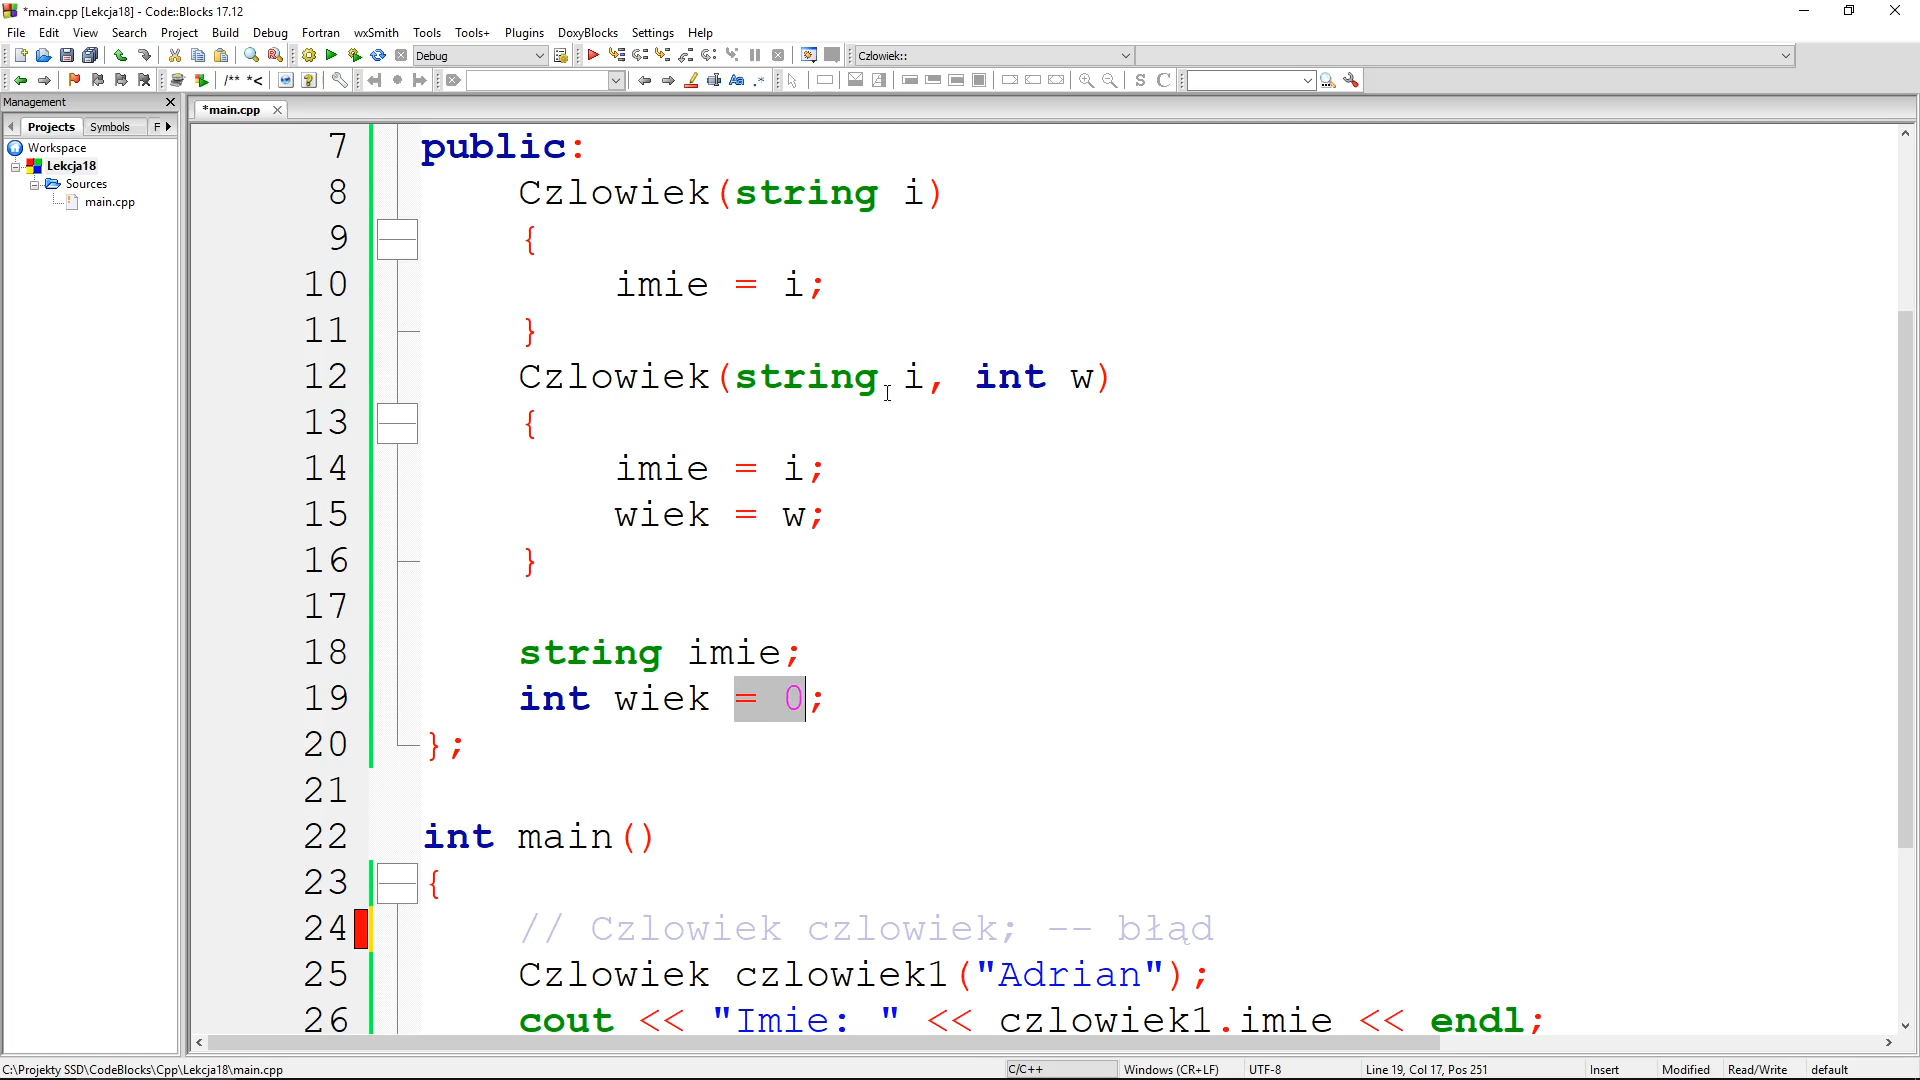 *main.cpp [Lekcja18] - Code::Blocks 17.12
File Edit View Search Project Build Debug Fortran wxSmith Tools Tools+ Plugins DoxyBlocks Settings Help
Debug
Czlowiek::
/** *<
Aa .*
S C
Management
*main.cpp
Projects Symbols F
Workspace
Lekcja18
Sources
main.cpp
7 public:
8 Czlowiek(string i)
9 {
10 imie = i;
11 }
12 Czlowiek(string i, int w)
13 {
14 imie = i;
15 wiek = w;
16 }
17
18 string imie;
19 int wiek = 0;
20 };
21
22 int main()
23 {
24 // Czlowiek czlowiek; -- błąd
25 Czlowiek czlowiek1("Adrian");
26 cout << "Imie: " << czlowiek1.imie << endl;
C:\Projekty SSD\CodeBlocks\Cpp\Lekcja18\main.cpp C/C++ Windows (CR+LF) UTF-8 Line 19, Col 17, Pos 251 Insert Modified Read/Write default